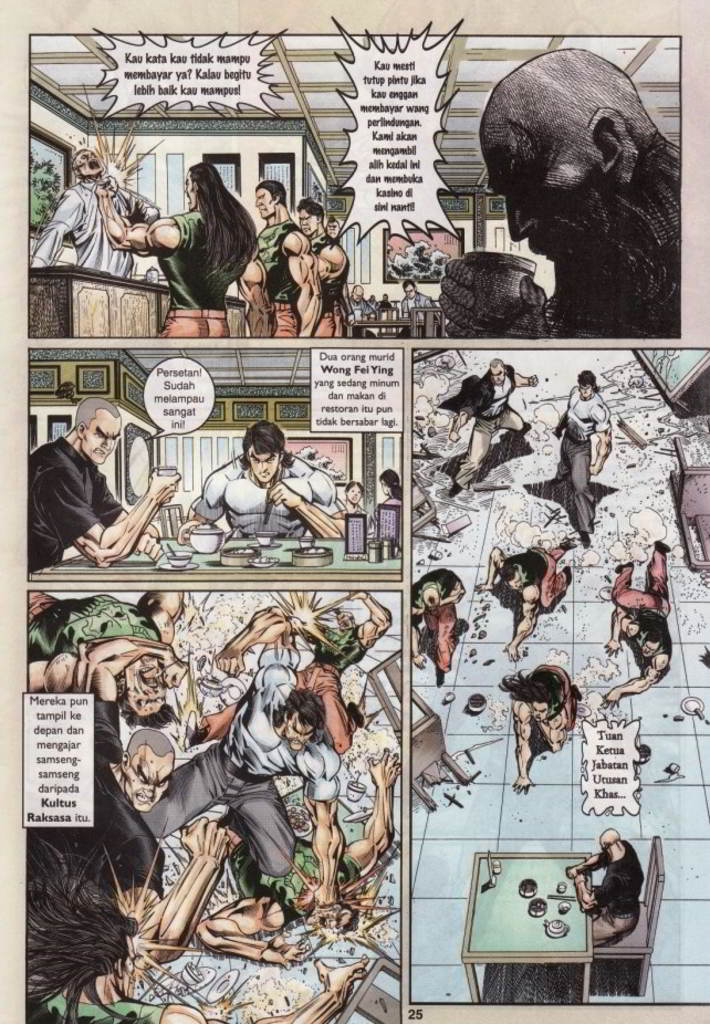 Kau kata kau tidak mampu
membayar ya? Kalau begitu
lebih baik kau mampus!
Kau mesti
tutup pintu jika
kau enggan
membayar wang
perlindungan.
Kami akan
mengambil
alih kedai ini
dan membuka
kasino di
sini nanti!
Persetan!
Sudah
melampau
sangat
ini!
Dua orang murid
Wong Fei Ying
yang sedang minum
dan makan di
restoran itu pun
tidak bersabar lagi.
Mereka pun
tampil ke
depan dan
mengajar
samseng-
samseng
daripada
Kultus
Raksasa itu.
Tuan
Ketua
Jabatan
Utusan
Khas...
25